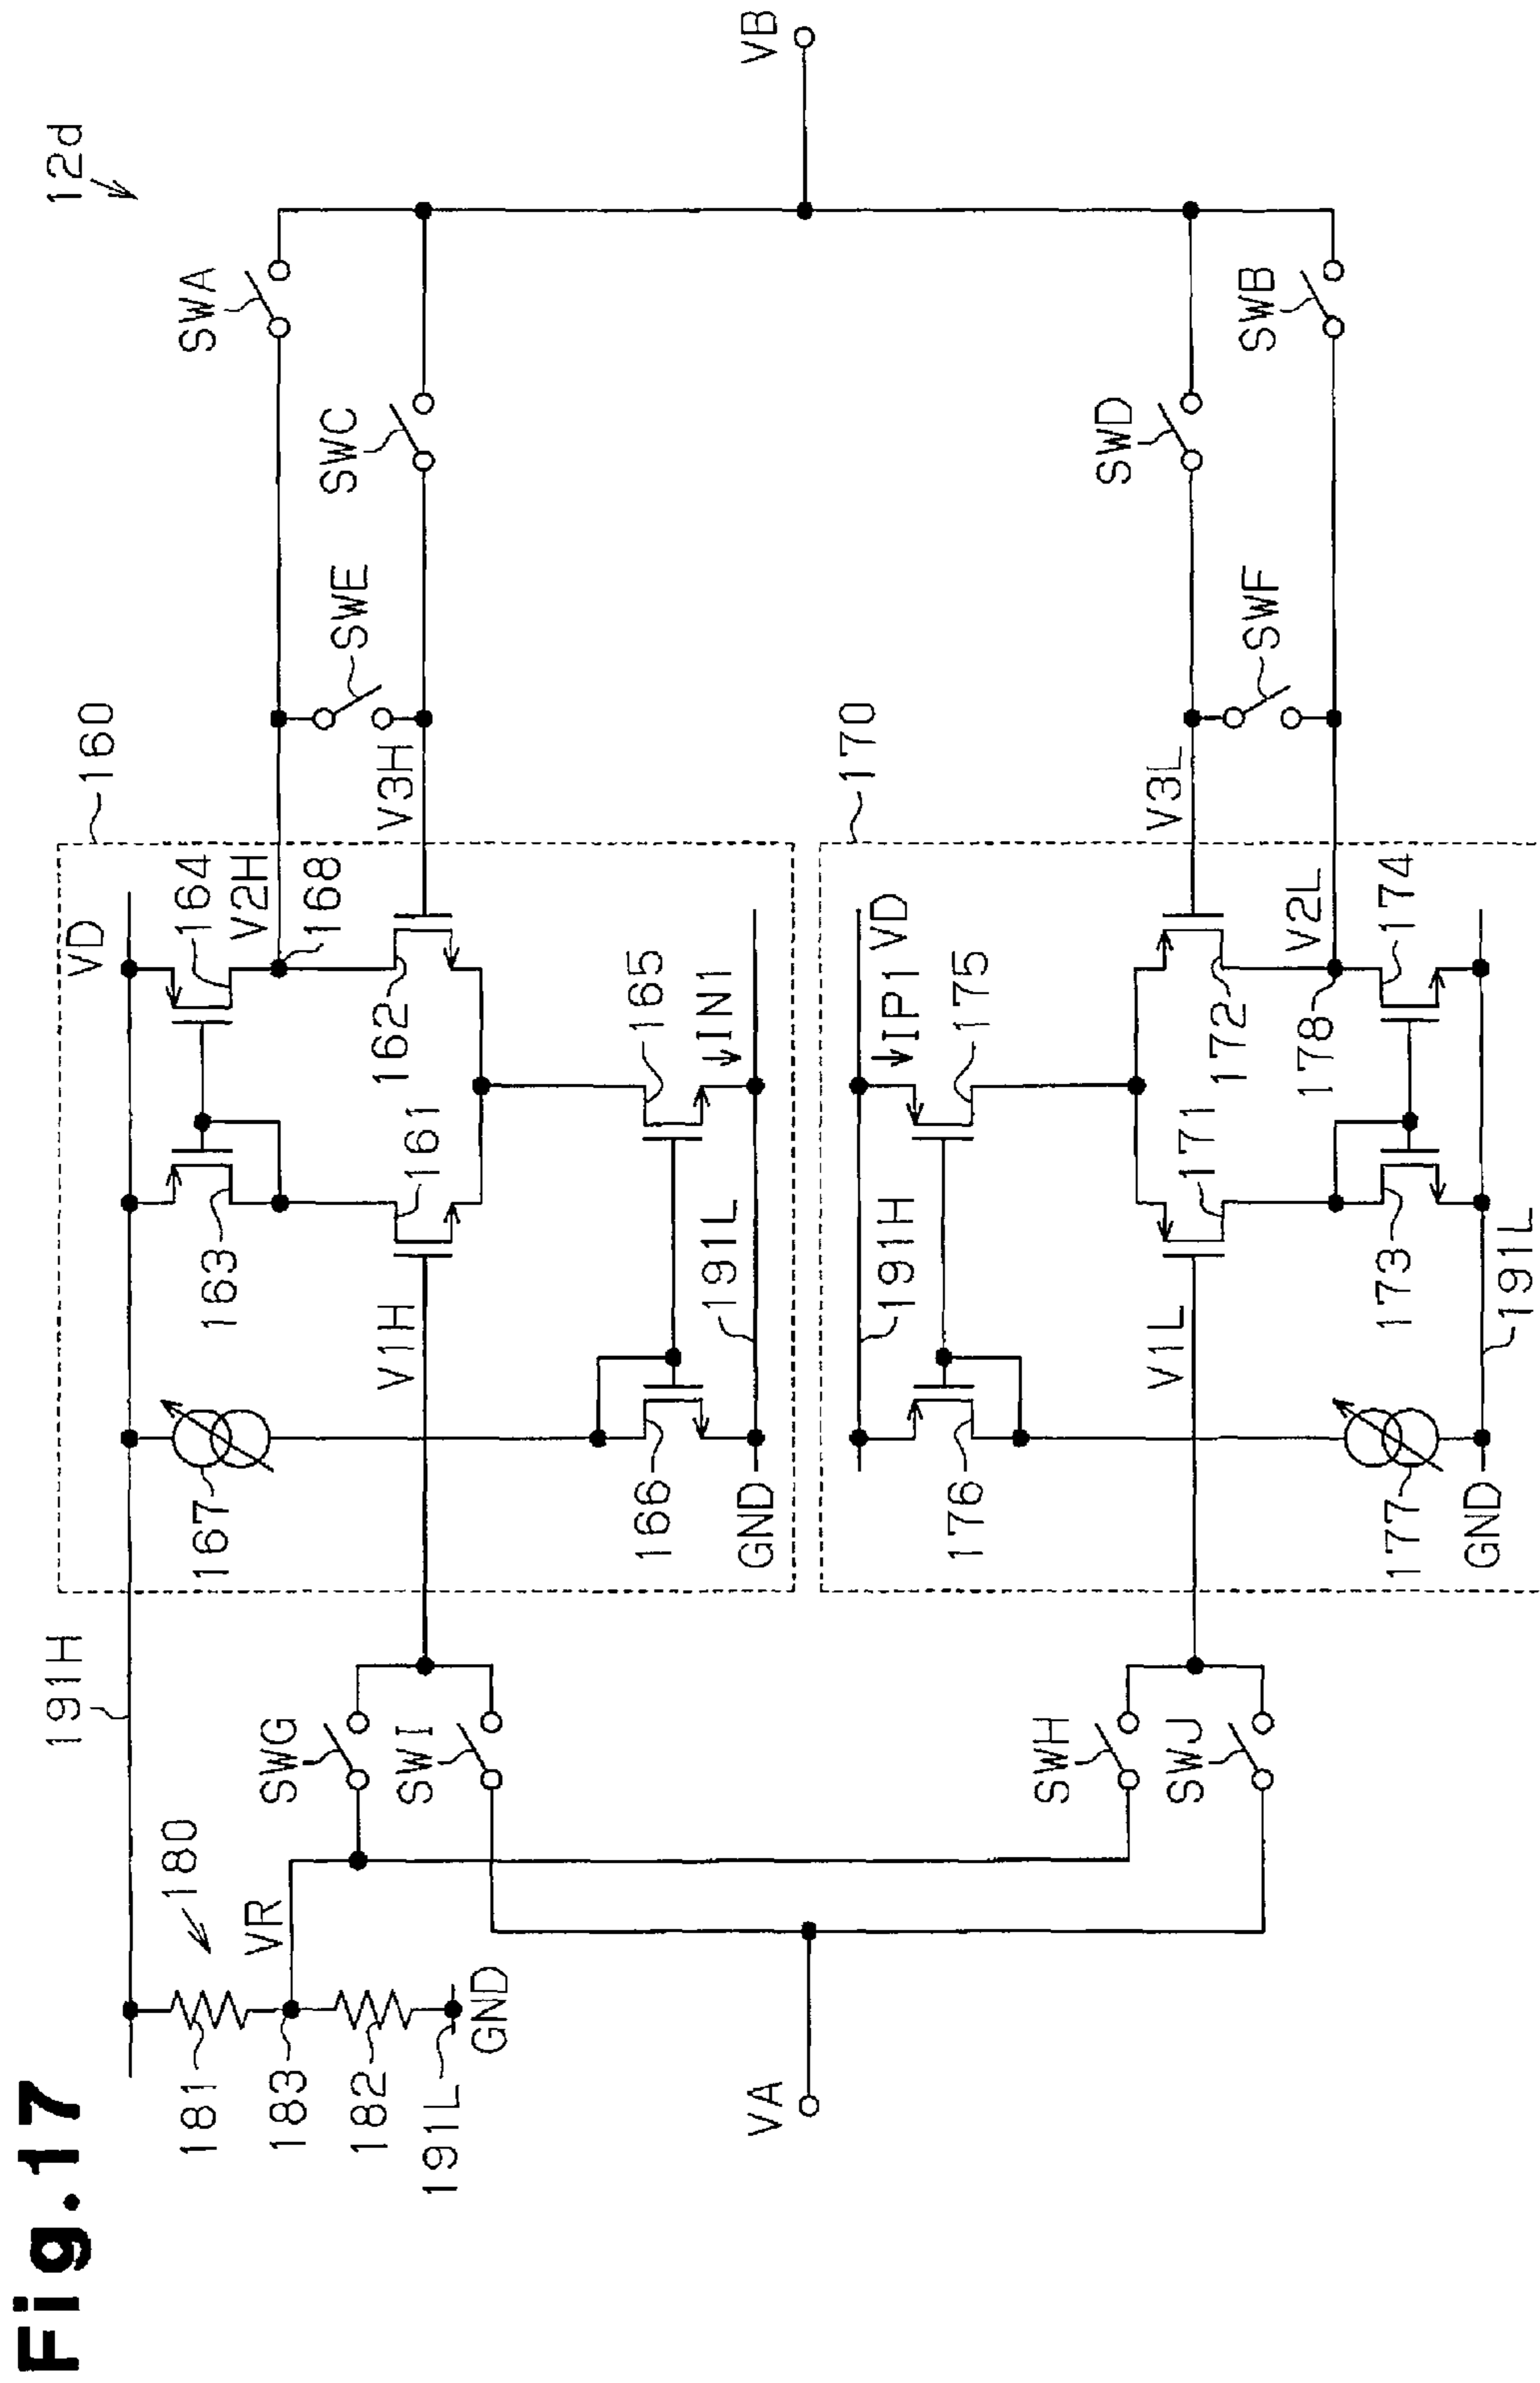 Fig.17
12d
191H
160
VD
164
V2H
168
SWA
180
SWG
167
163
SWE
181
VR
183
182
191L
GND
SWI
V1H
161
162
V3H
SWC
166
165
IN1
191L
GND
VA
VB
170
191H
VD
IP1
175
176
SWH
SWJ
V1L
171
172
V3L
SWD
178
V2L
SWF
SWB
177
173
174
GND
191L